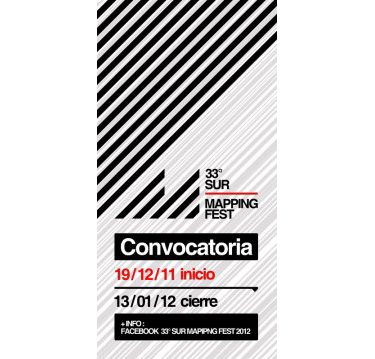 33°
SUR
MAPPING
FEST
Convocatoria
19/12/11 inicio
13/01/12 cierre
+INFO :
FACEBOOK 33° SUR MAPIPNG FEST 2012